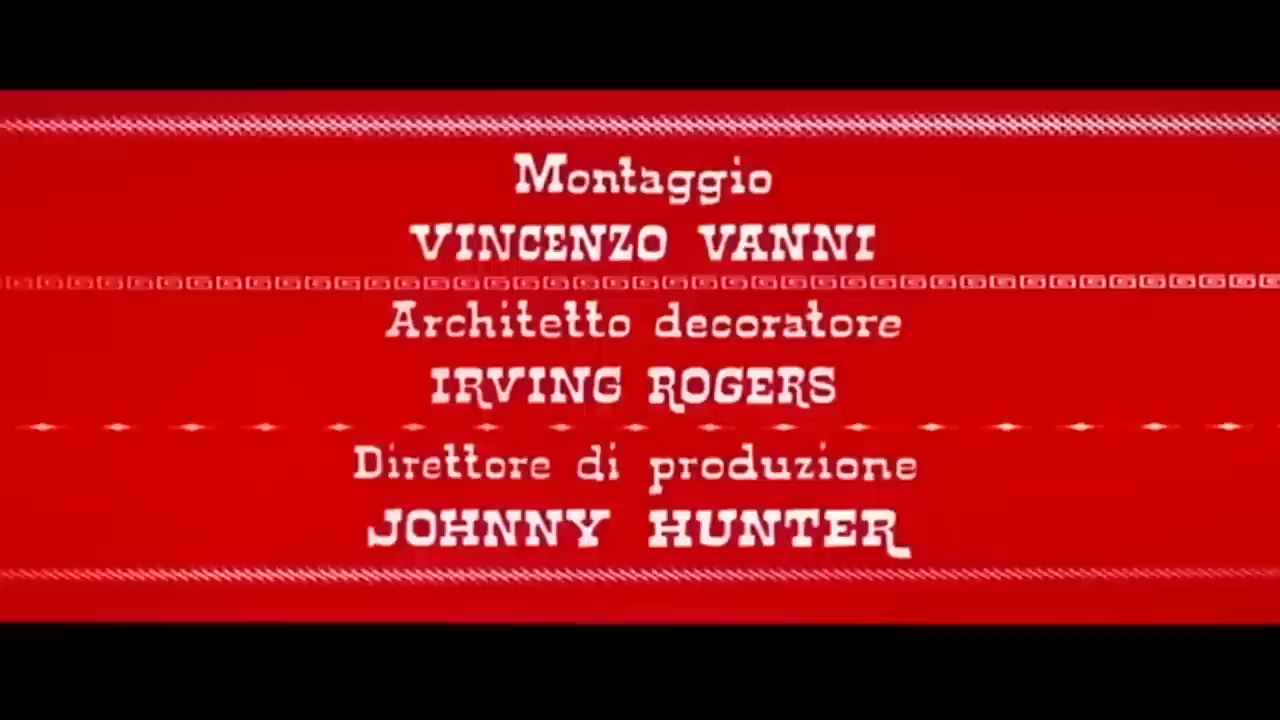 Montaggio
VINCENZO VANNI
Architetto decoratore
IRVING ROGERS
Direttore di produzione
JOHNNY HUNTER